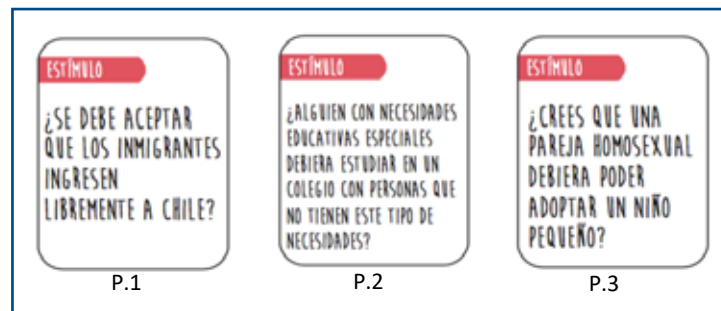 ESTÍMULO
¿SE DEBE ACEPTAR
QUE LOS INMIGRANTES
INGRESEN
LIBREMENTE A CHILE?
P.1
ESTÍMULO
¿ALGUIEN CON NECESIDADES
EDUCATIVAS ESPECIALES
DEBIERA ESTUDIAR EN UN
COLEGIO CON PERSONAS QUE
NO TIENEN ESTE TIPO DE
NECESIDADES?
P.2
ESTÍMULO
¿CREES QUE UNA
PAREJA HOMOSEXUAL
DEBIERA PODER
ADOPTAR UN NIÑO
PEQUEÑO?
P.3